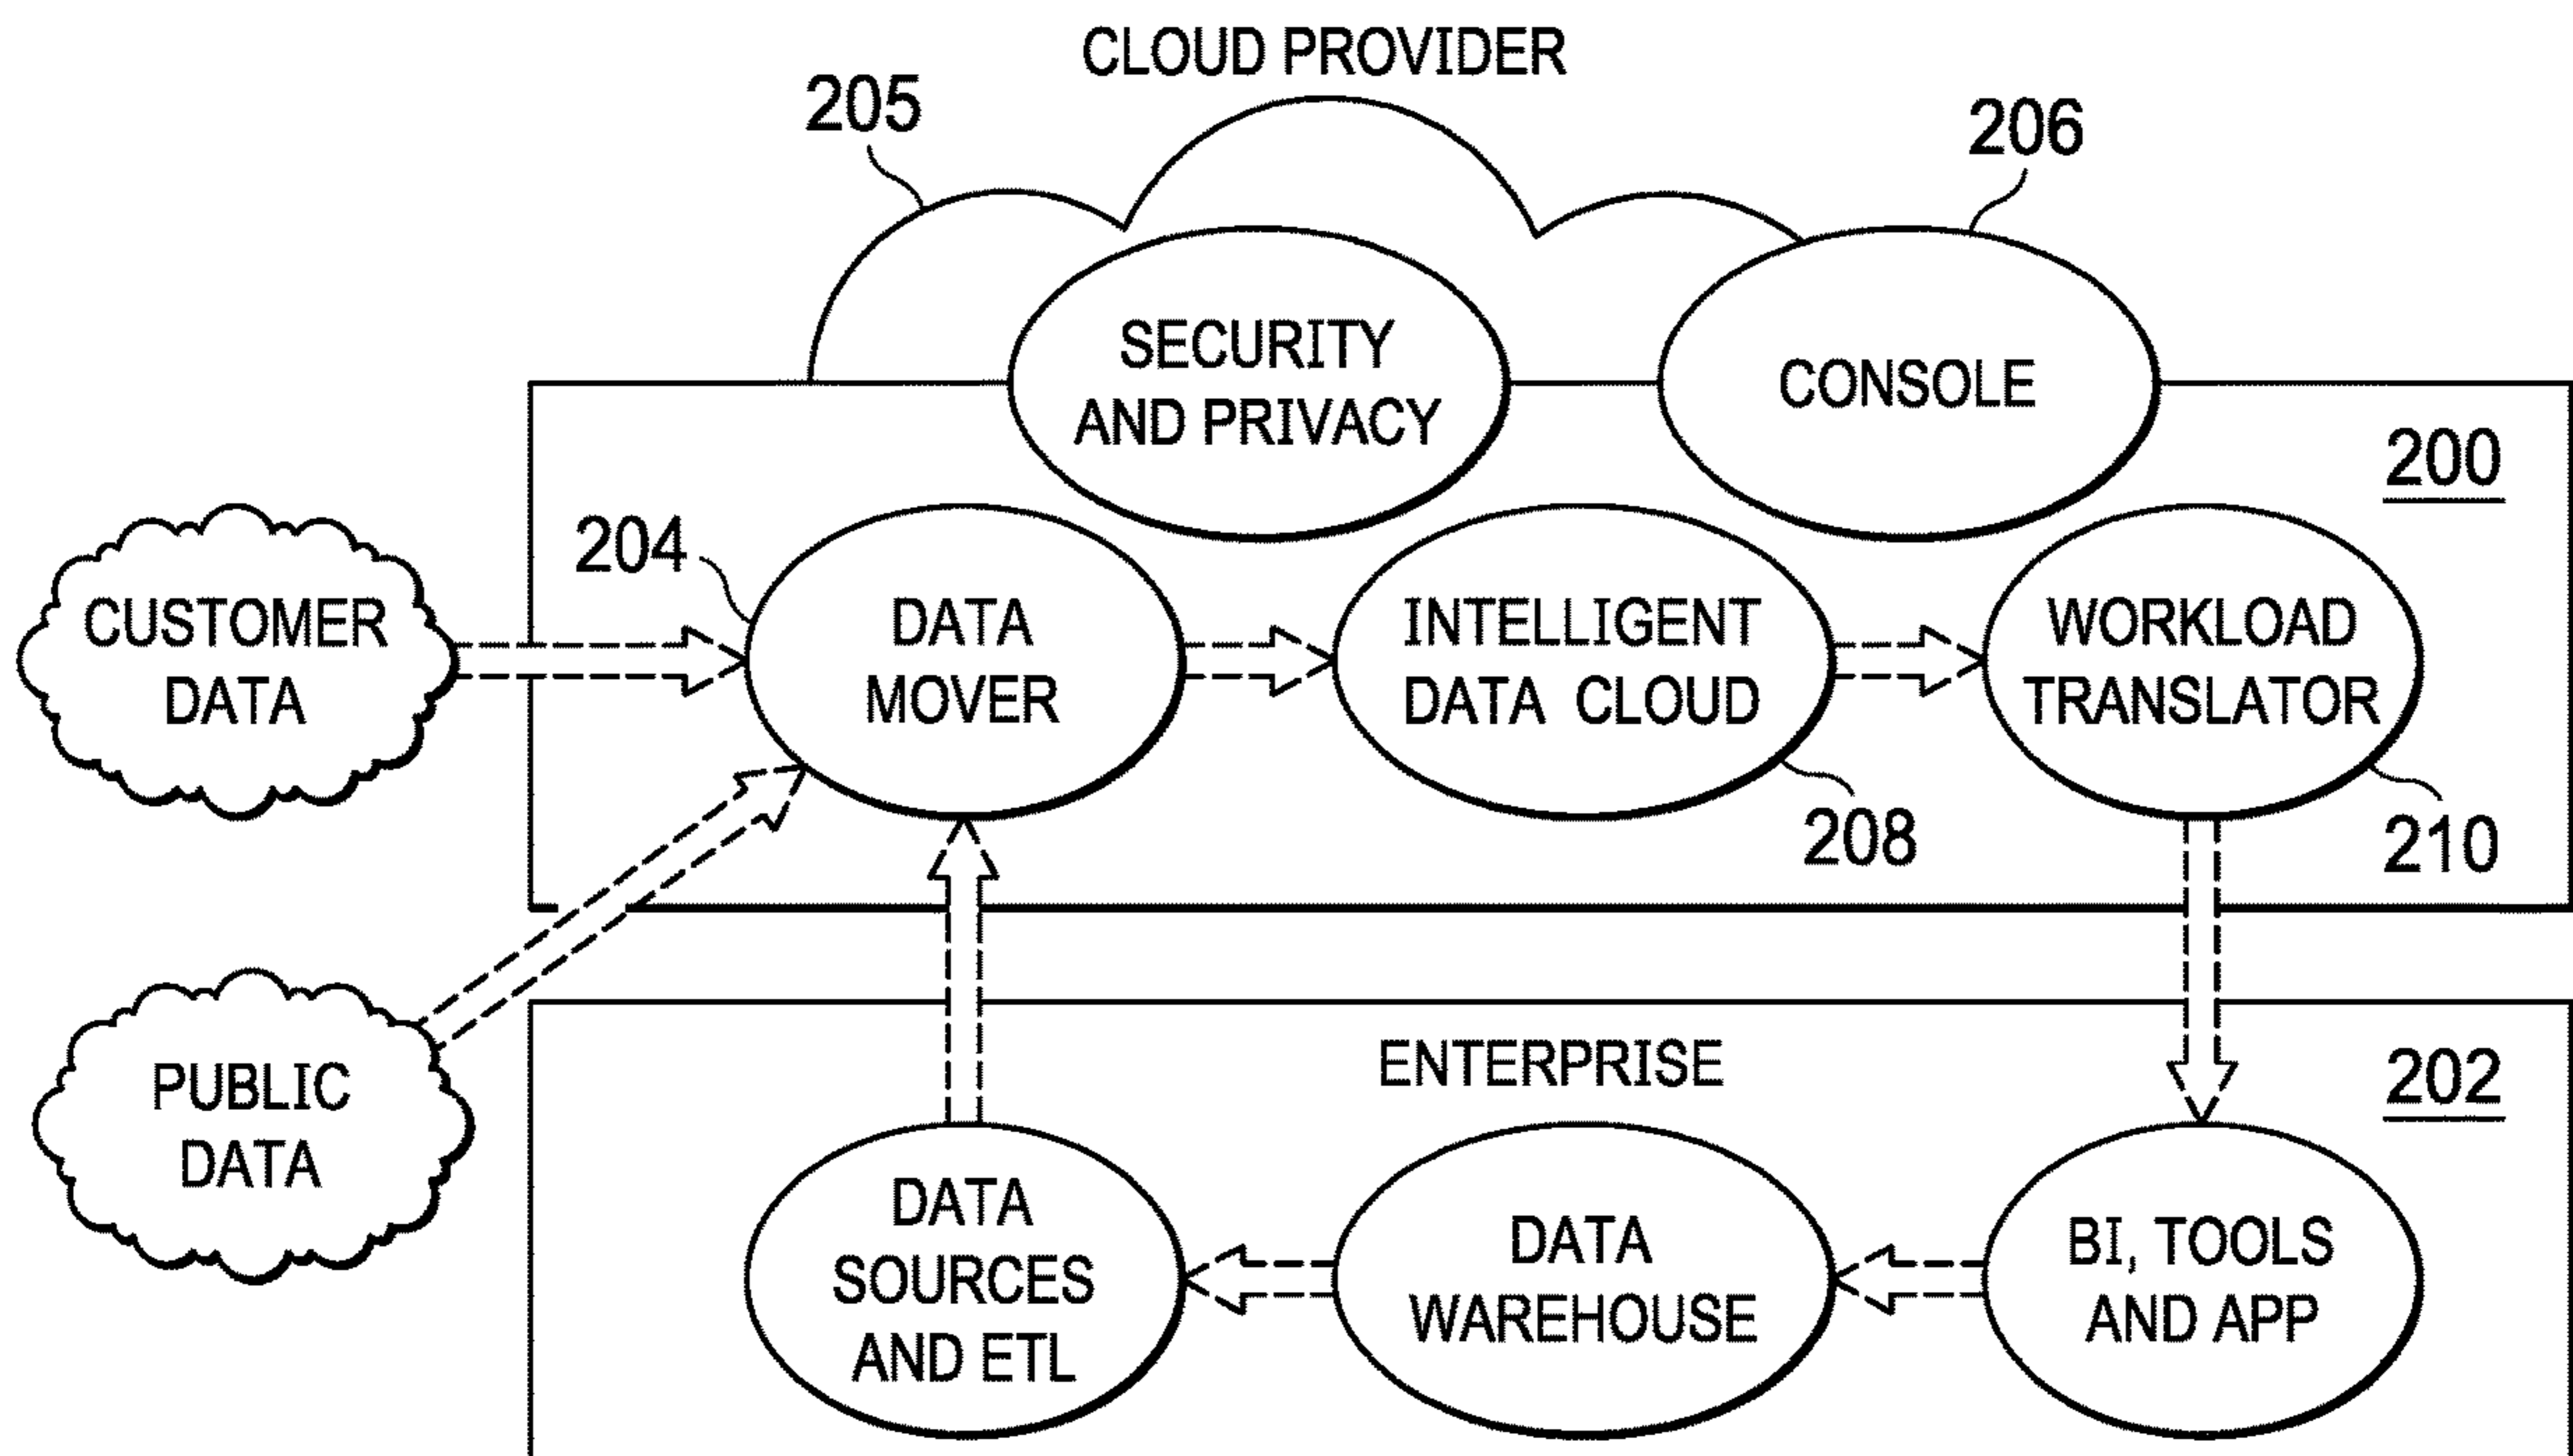 CLOUD PROVIDER
205
206
SECURITY
AND PRIVACY
CONSOLE
200
204
CUSTOMER
DATA
DATA
MOVER
INTELLIGENT
DATA CLOUD
WORKLOAD
TRANSLATOR
208
210
PUBLIC
DATA
ENTERPRISE
202
DATA
SOURCES
AND ETL
DATA
WAREHOUSE
BI, TOOLS
AND APP